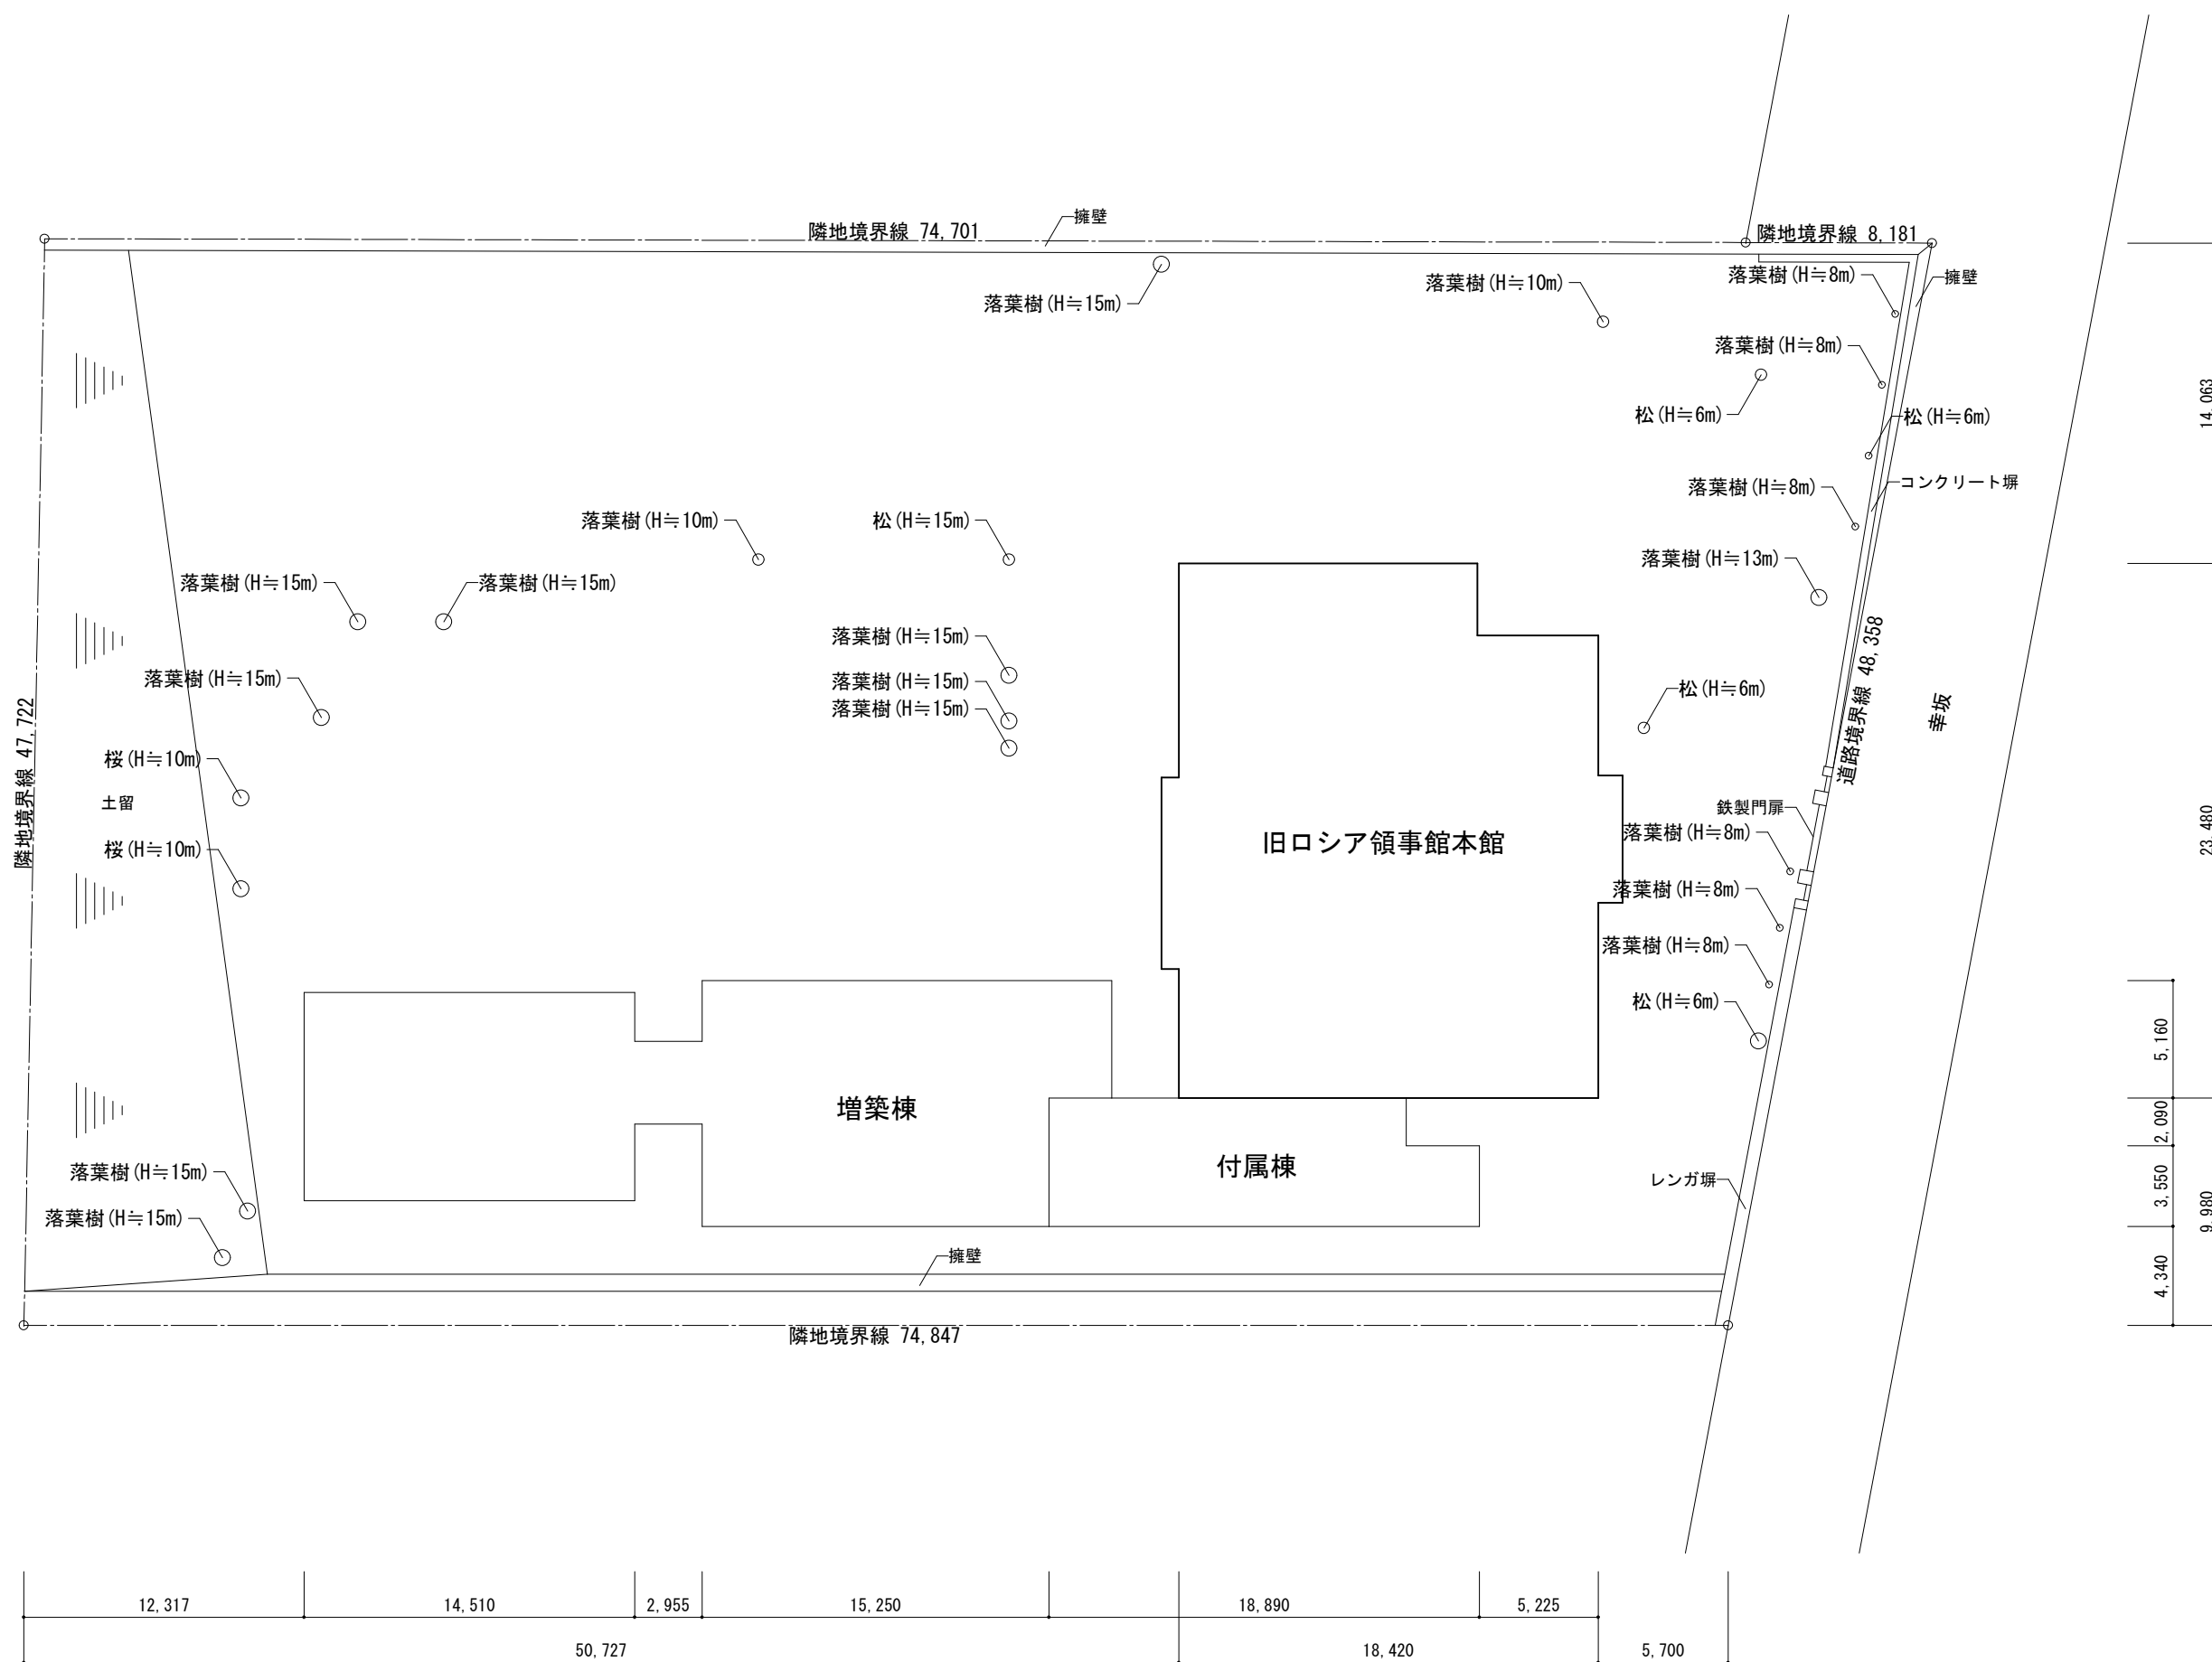 擁壁
隣地境界線 74,701
隣地境界線 8,181
落葉樹(H≒8m)
擁壁
落葉樹(H≒10m)
落葉樹(H≒15m)
落葉樹(H≒8m)
14,063
松(H≒6m)
松(H≒6m)
コンクリート塀
落葉樹(H≒8m)
落葉樹(H≒10m)
松(H≒15m)
落葉樹(H≒13m)
落葉樹(H≒15m)
落葉樹(H≒15m)
落葉樹(H≒15m)
落葉樹(H≒15m)
落葉樹(H≒15m)
落葉樹(H≒15m)
松(H≒6m)
道路境界線 48,358
幸坂
隣地境界線 47,722
桜(H≒10m)
土留
桜(H≒10m)
鉄製門扉
落葉樹(H≒8m)
旧ロシア領事館本館
23,480
落葉樹(H≒8m)
落葉樹(H≒8m)
松(H≒6m)
5,160
増築棟
2,090
付属棟
落葉樹(H≒15m)
レンガ塀
3,550
落葉樹(H≒15m)
9,980
擁壁
4,340
隣地境界線 74,847
12,317
14,510
2,955
15,250
18,890
5,225
50,727
18,420
5,700